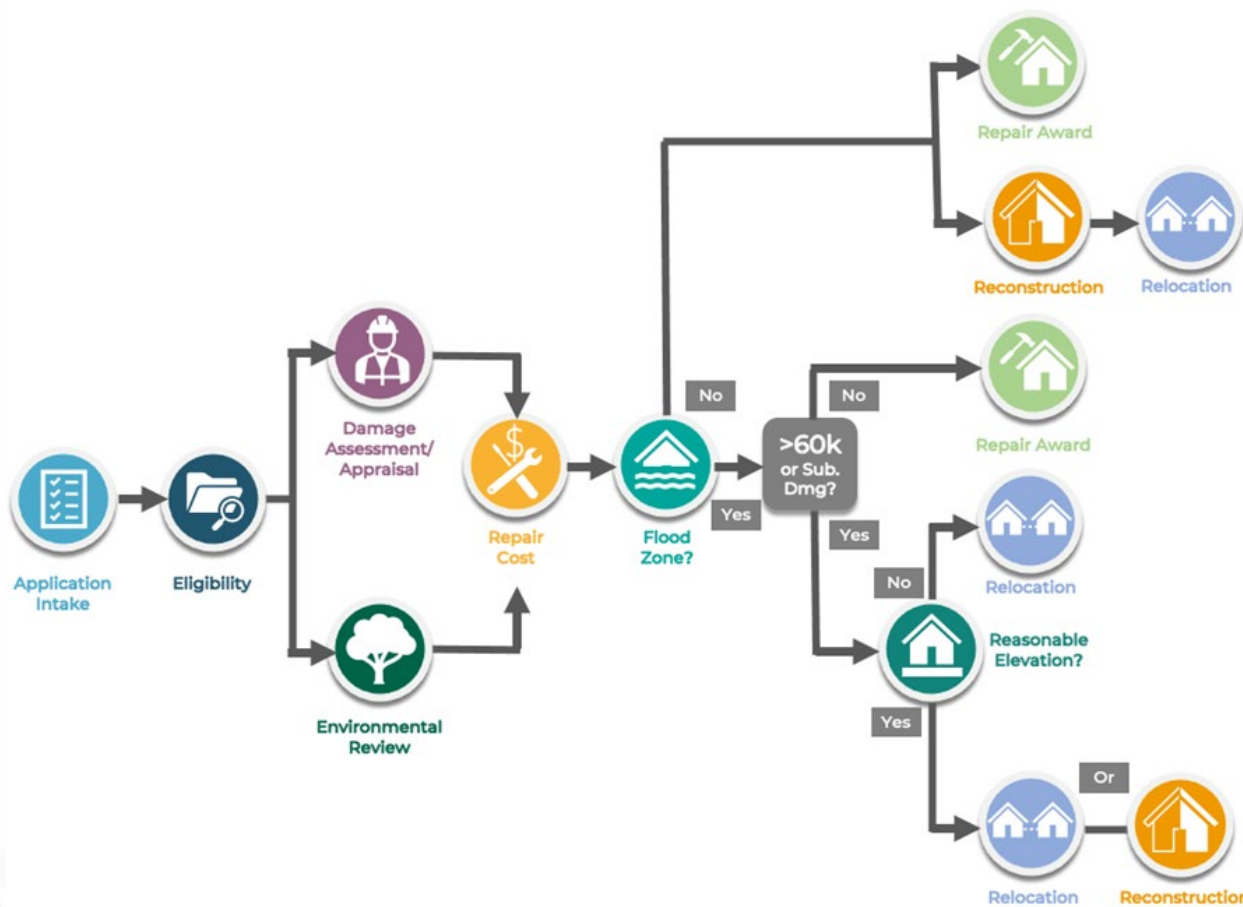 Repair Award
Reconstruction
Relocation
No
No
Damage
Assessment/
Appraisal
>60k
or Sub.
Dmg?
Repair Award
$
Application
Intake
Eligibility
Repair
Cost
Flood
Zone?
Yes
Yes
No
Relocation
Reasonable
Elevation?
Environmental
Review
Yes
Or
Relocation
Reconstruction